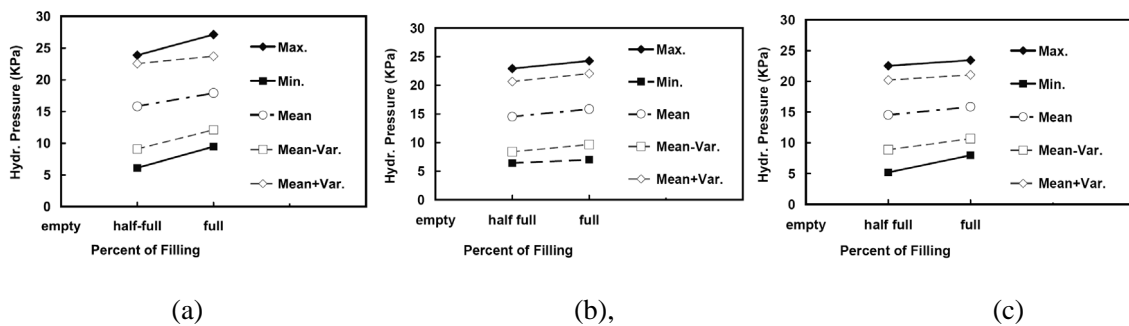 Hydr. Pressure (KPa)
30
25
20
15
10
5
0
empty half-full full
Percent of Filling
Max.
Min.
Mean
Mean-Var.
Mean+Var.
(a)
Hydr. Pressure (KPa)
30
25
20
15
10
5
0
empty half full full
Percent of Filling
Max.
Min.
Mean
Mean-Var.
Mean+Var.
(b),
Hydr. Pressure (KPa)
30
25
20
15
10
5
0
empty half full full
Percent of Filling
Max.
Min.
Mean
Mean-Var.
Mean+Var.
(c)